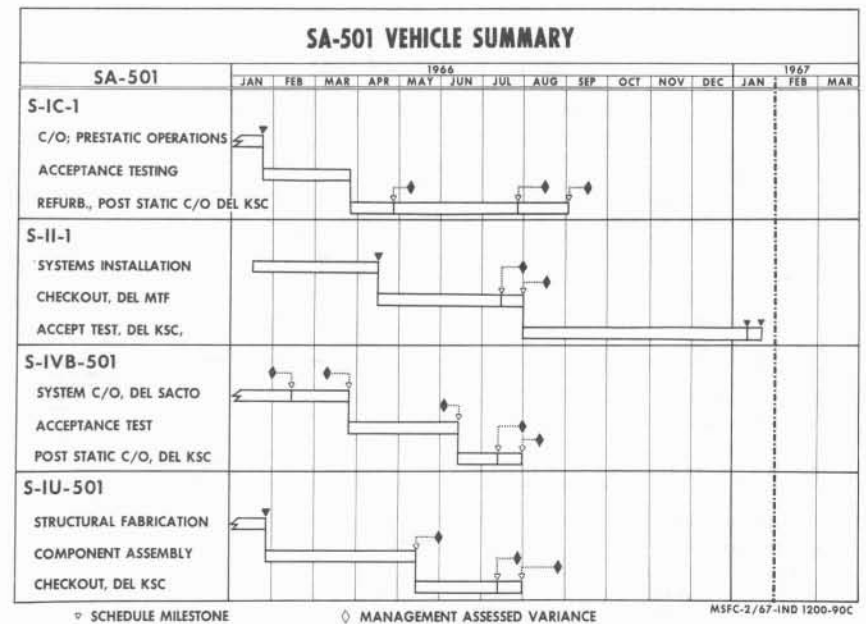 SA-501 VEHICLE SUMMARY
SA-501
1966
1967
JAN FEB MAR APR MAY JUN JUL AUG SEP OCT NOV DEC JAN FEB MAR
S-IC-1
C/O; PRESTATIC OPERATIONS
ACCEPTANCE TESTING
REFURB., POST STATIC C/O DEL KSC
S-II-1
SYSTEMS INSTALLATION
CHECKOUT, DEL MTF
ACCEPT TEST, DEL KSC,
S-IVB-501
SYSTEM C/O, DEL SACTO
ACCEPTANCE TEST
POST STATIC C/O, DEL KSC
S-IU-501
STRUCTURAL FABRICATION
COMPONENT ASSEMBLY
CHECKOUT, DEL KSC
SCHEDULE MILESTONE
MANAGEMENT ASSESSED VARIANCE
MSFC-2/67-IND 1200-90C